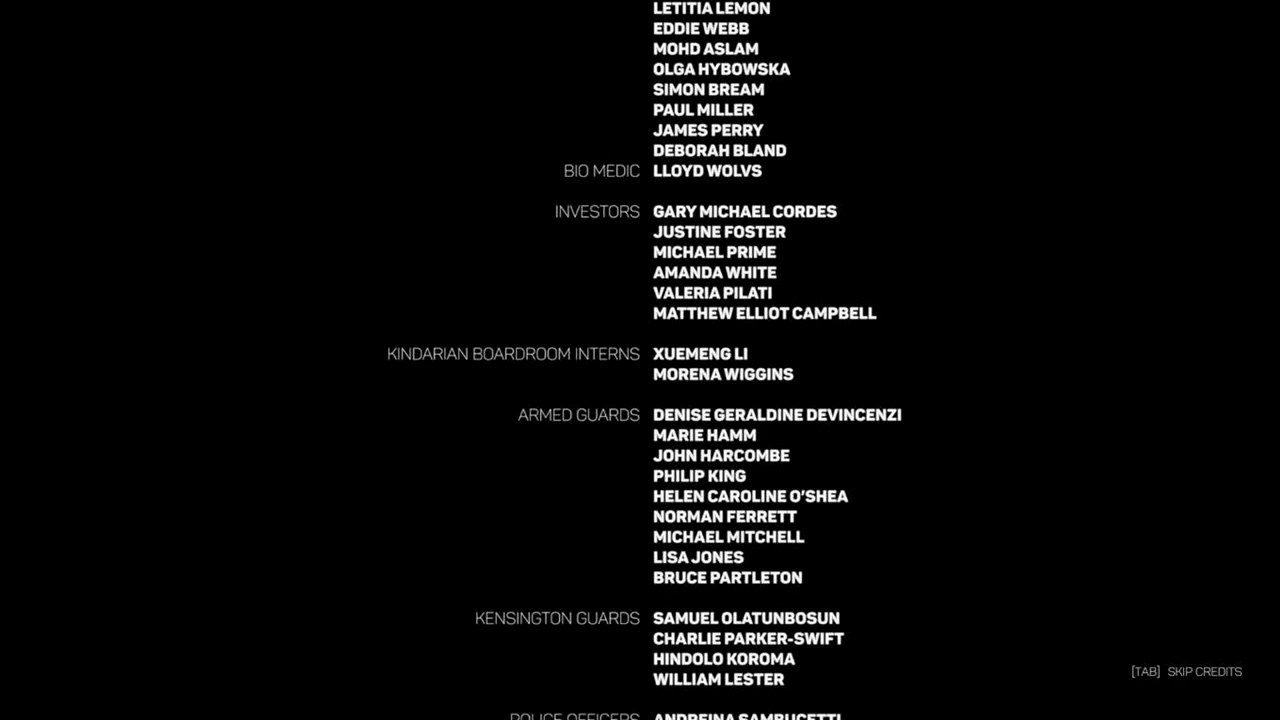 LETITIA LEMON
EDDIE WEBB
MOHD ASLAM
OLGA HYBOWSKA
SIMON BREAM
PAUL MILLER
JAMES PERRY
DEBORAH BLAND
BIO MEDIC LLOYD WOLVS
INVESTORS GARY MICHAEL CORDES
JUSTINE FOSTER
MICHAEL PRIME
AMANDA WHITE
VALERIA PILATI
MATTHEW ELLIOT CAMPBELL
KINDARIAN BOARDROOM INTERNS XUEMENG LI
MORENA WIGGINS
ARMED GUARDS DENISE GERALDINE DEVINCENZI
MARIE HAMM
JOHN HARCOMBE
PHILIP KING
HELEN CAROLINE O'SHEA
NORMAN FERRETT
MICHAEL MITCHELL
LISA JONES
BRUCE PARTLETON
KENSINGTON GUARDS SAMUEL OLATUNBOSUN
CHARLIE PARKER-SWIFT
HINDOLO KOROMA
WILLIAM LESTER
[TAB] SKIP CREDITS
POLICE OFFICERS ANDREINA SAMBUCETTI